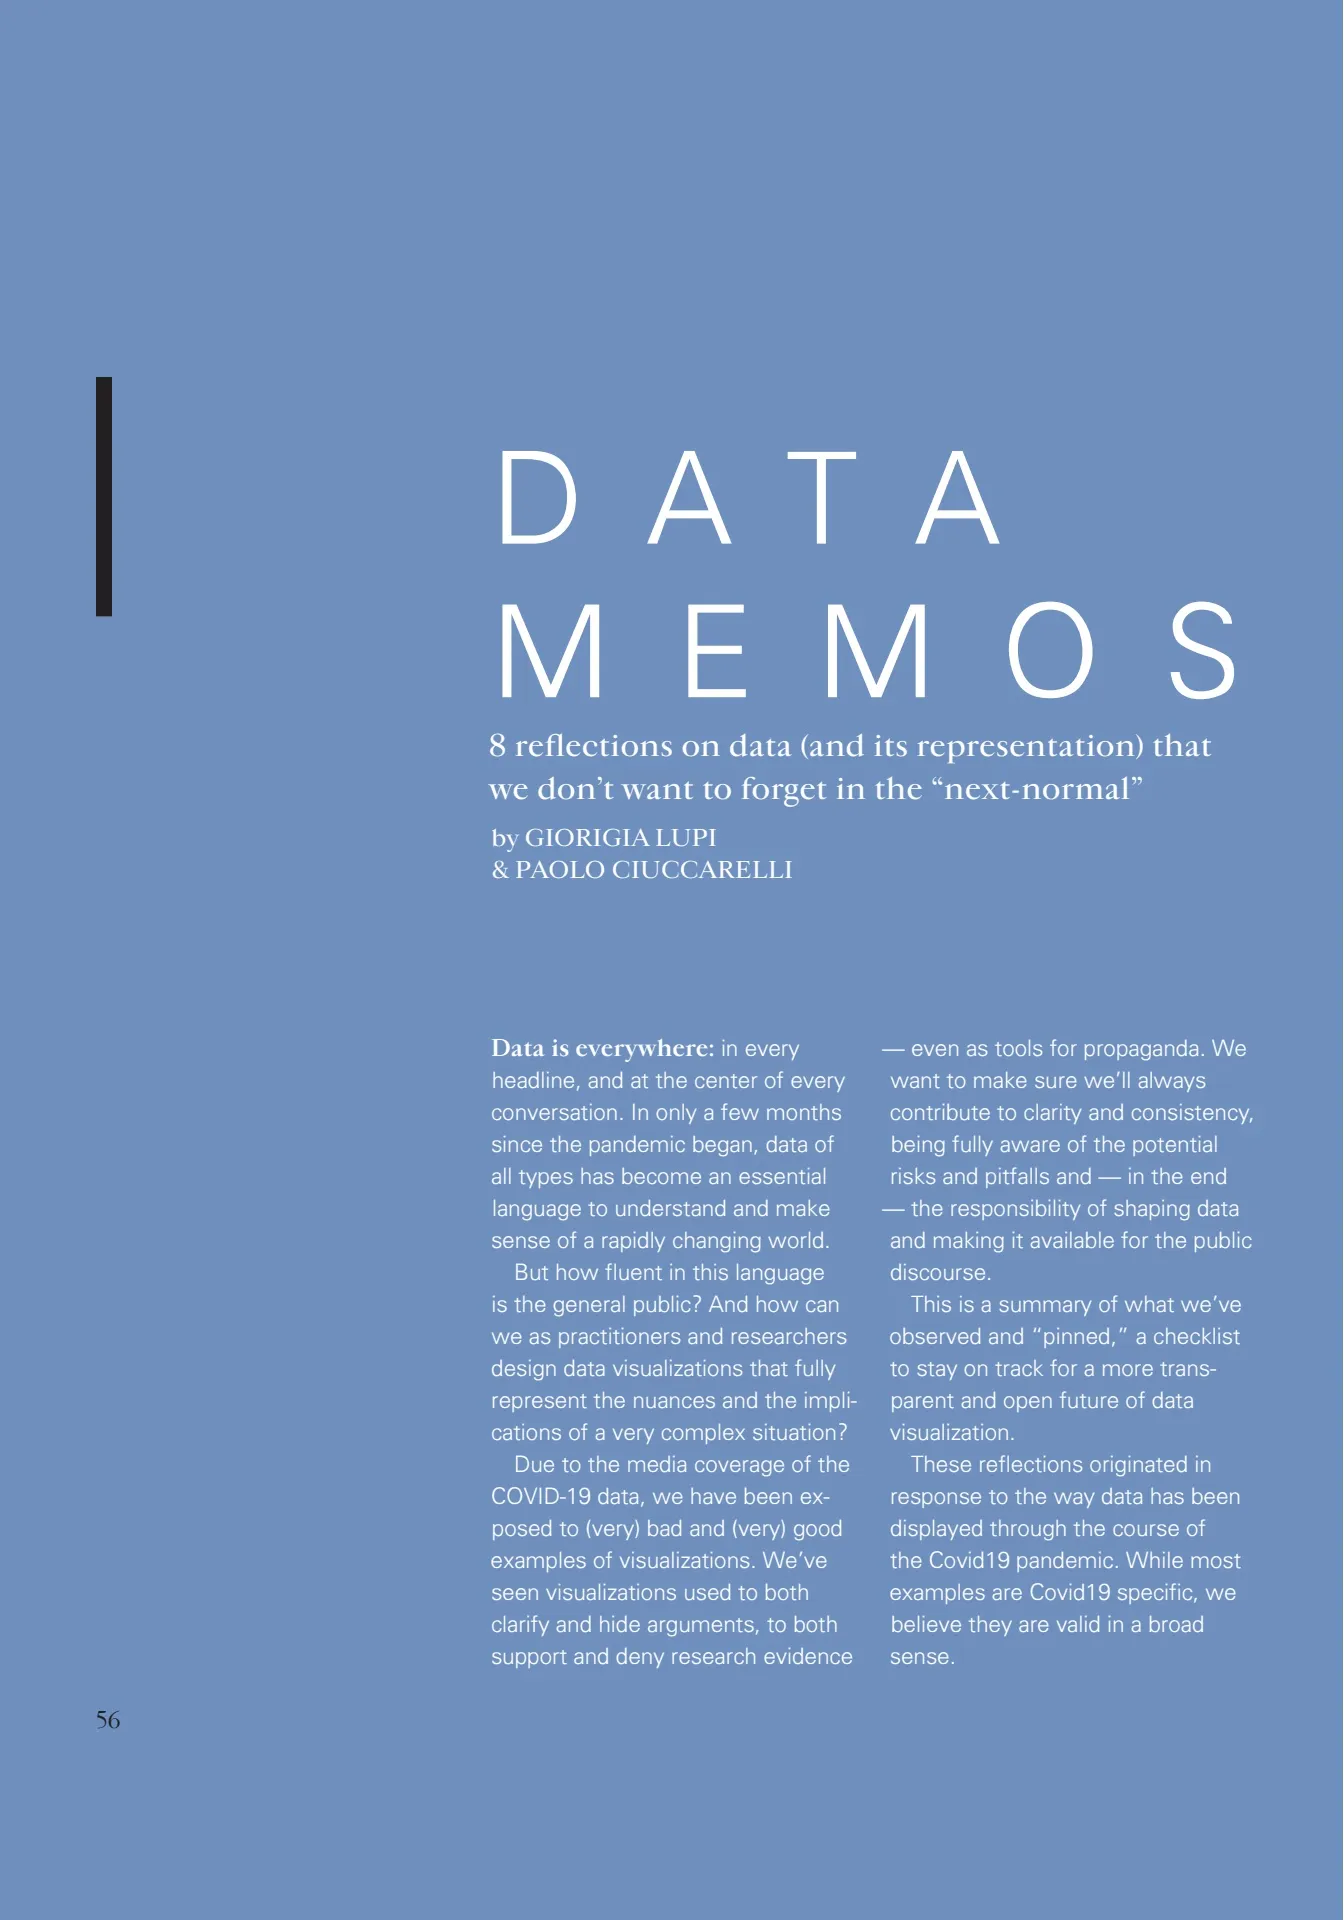 DATA
MEMOS
8 reflections on data (and its representation) that
we don’t want to forget in the “next-normal”
by GIORIGIA LUPI
& PAOLO CIUCCARELLI
Data is everywhere: in every
headline, and at the center of every
conversation. In only a few months
since the pandemic began, data of
all types has become an essential
language to understand and make
sense of a rapidly changing world.
But how fluent in this language
is the general public? And how can
we as practitioners and researchers
design data visualizations that fully
represent the nuances and the impli-
cations of a very complex situation?
Due to the media coverage of the
COVID-19 data, we have been ex-
posed to (very) bad and (very) good
examples of visualizations. We’ve
seen visualizations used to both
clarify and hide arguments, to both
support and deny research evidence
— even as tools for propaganda. We
want to make sure we’ll always
contribute to clarity and consistency,
being fully aware of the potential
risks and pitfalls and — in the end
— the responsibility of shaping data
and making it available for the public
discourse.
This is a summary of what we’ve
observed and “pinned,” a checklist
to stay on track for a more trans-
parent and open future of data
visualization.
These reflections originated in
response to the way data has been
displayed through the course of
the Covid19 pandemic. While most
examples are Covid19 specific, we
believe they are valid in a broad
sense.
56